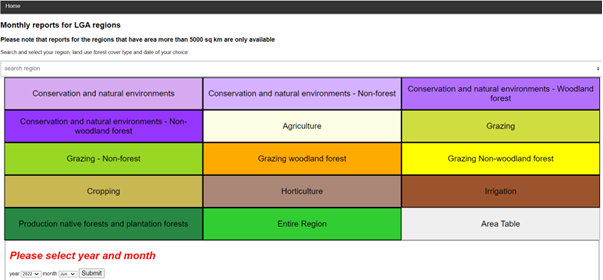 Home
Monthly reports for LGA regions
Please note that reports for the regions that have area more than 5000 sq km are only available
Search and select your region, land use forest cover type and date of your choice
search region
Conservation and natural environments
Conservation and natural environments - Non-forest
Conservation and natural environments - Woodland
forest
Conservation and natural environments - Non-
woodland forest
Agriculture
Grazing
Grazing - Non-forest
Grazing woodland forest
Grazing Non-woodland forest
Cropping
Horticulture
Irrigation
Production native forests and plantation forests
Entire Region
Area Table
Please select year and month
year 2022 month Jun Submit